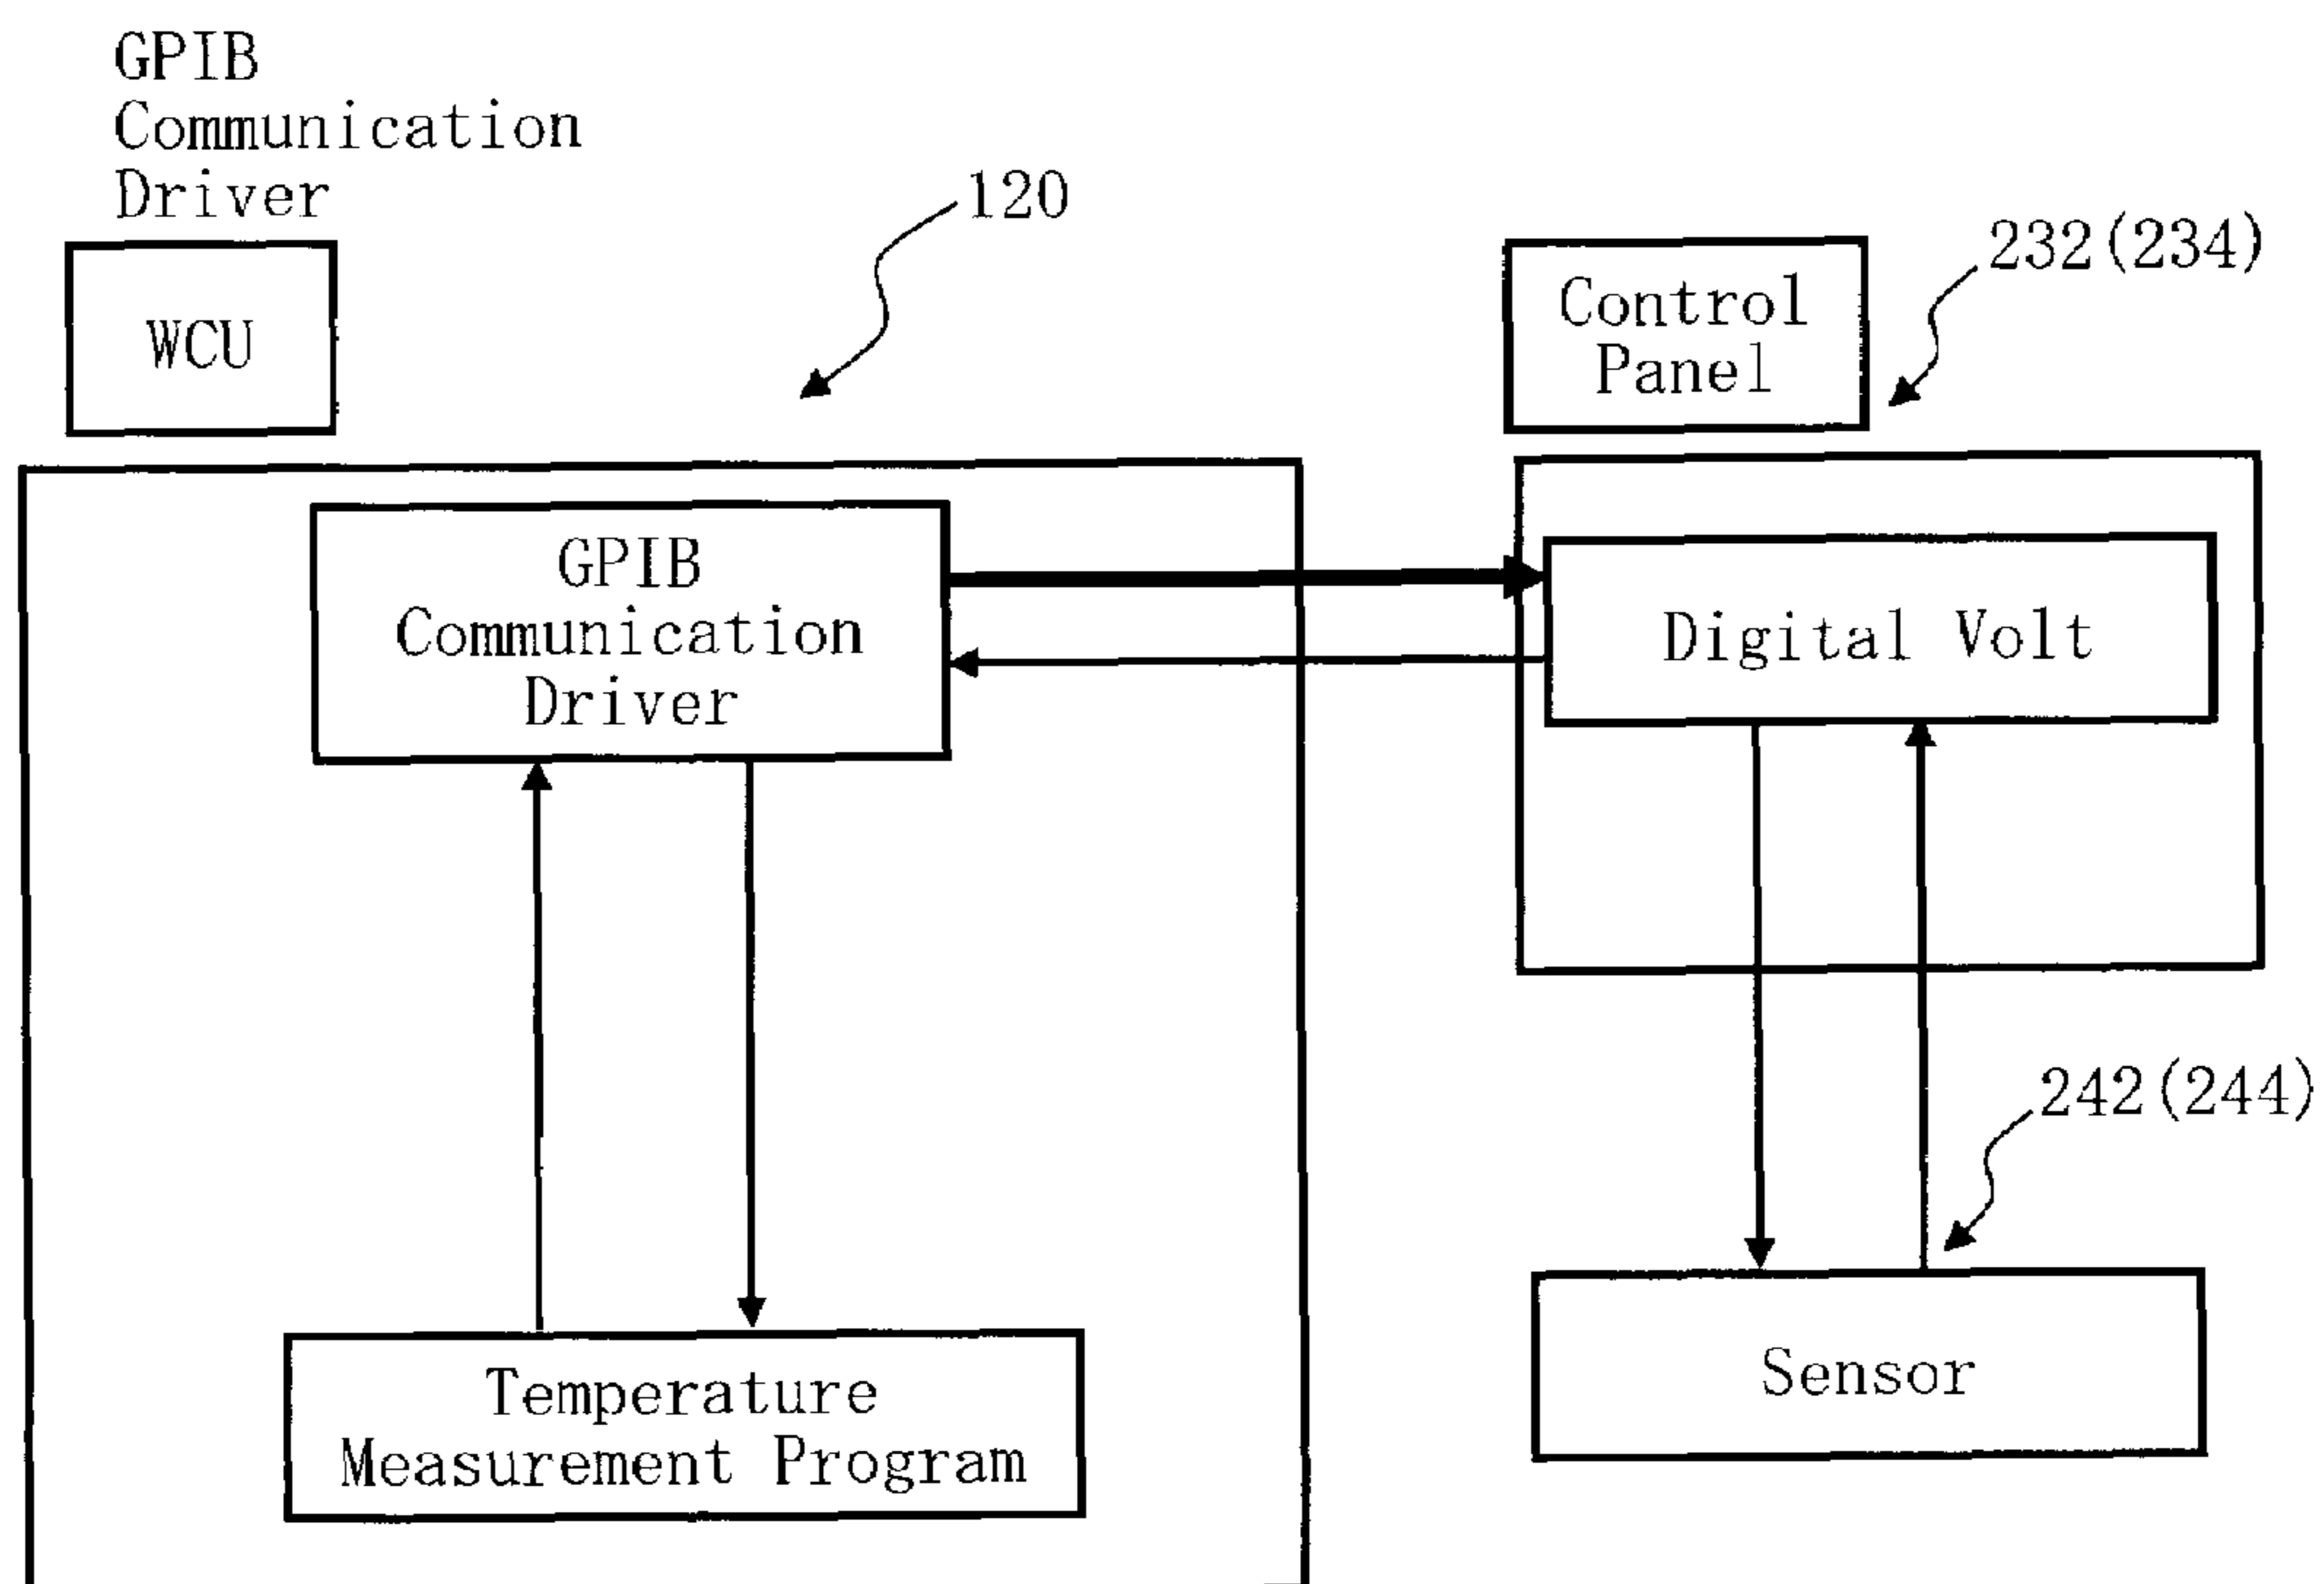 GPIB
Communication
Driver
120
232(234)
WCU
Control
Panel
GPIB
Communication
Driver
Digital Volt
242(244)
Temperature
Measurement Program
Sensor